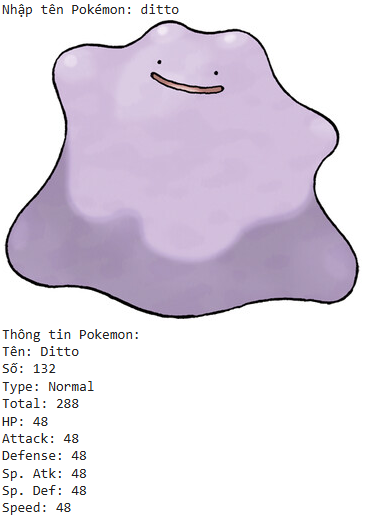 Nhập tên Pokémon: ditto
Thông tin Pokemon:
Tên: Ditto
Số: 132
Type: Normal
Total: 288
HP: 48
Attack: 48
Defense: 48
Sp. Atk: 48
Sp. Def: 48
Speed: 48